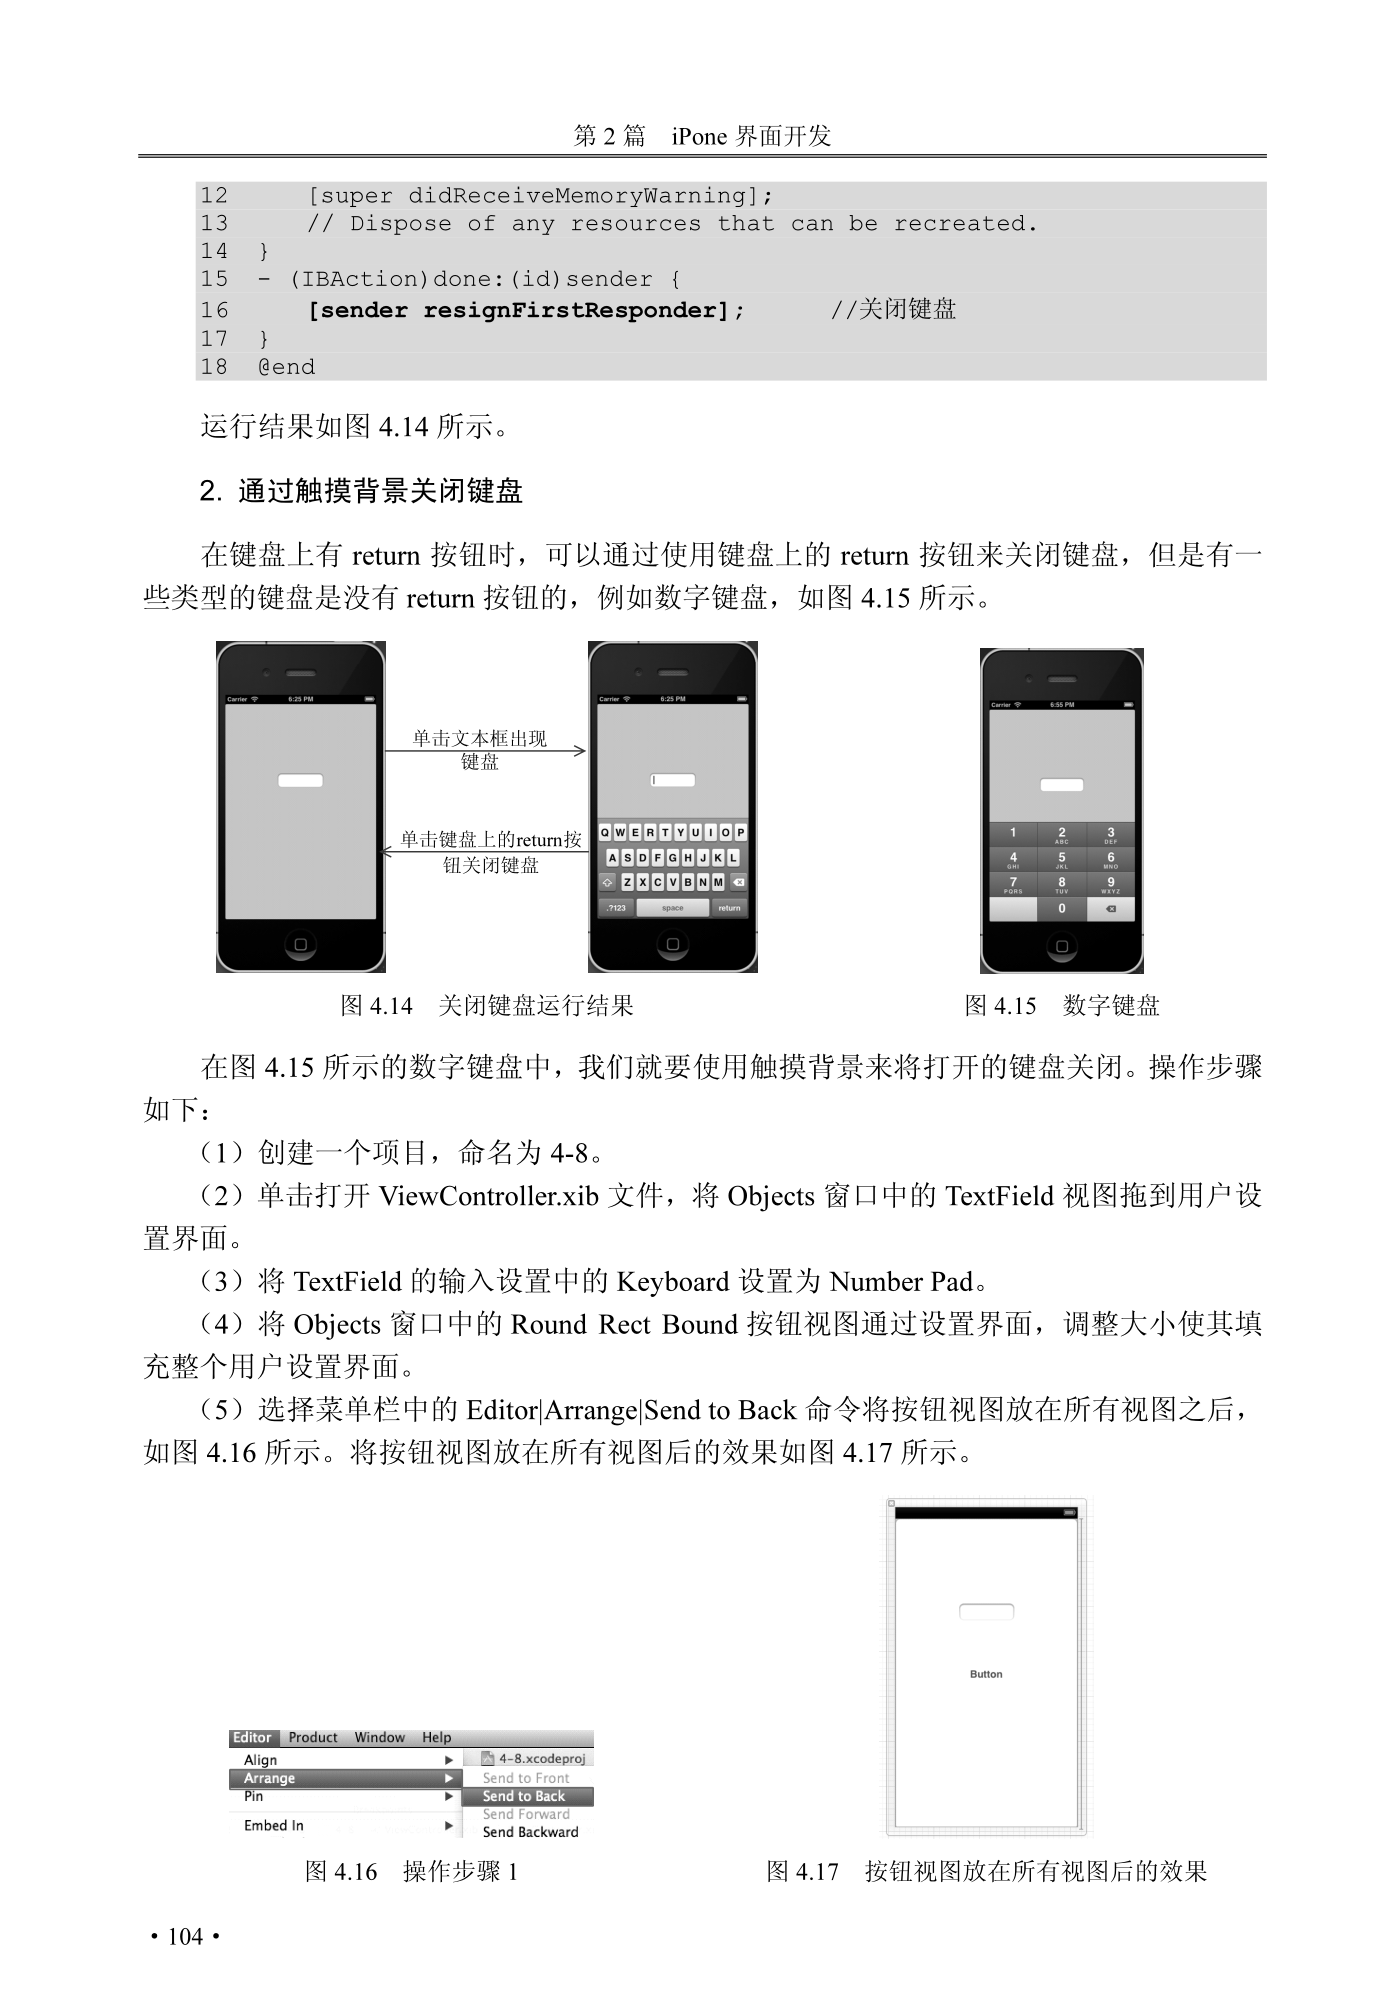 第 2 篇　iPone 界面开发
12　　[super didReceiveMemoryWarning];
13　　// Dispose of any resources that can be recreated.
14　}
15　- (IBAction)done:(id)sender {
16　　[sender resignFirstResponder];　　//关闭键盘
17　}
18　@end
运行结果如图 4.14 所示。
2. 通过触摸背景关闭键盘
在键盘上有 return 按钮时，可以通过使用键盘上的 return 按钮来关闭键盘，但是有一
些类型的键盘是没有 return 按钮的，例如数字键盘，如图 4.15 所示。
Carrier 6:25 PM
单击文本框出现
键盘
单击键盘上的return按
钮关闭键盘
Carrier 6:25 PM
Q W E R T Y U I O P
A S D F G H J K L
Z X C V B N M
.?123 space return
Carrier 6:55 PM
1 2 3
ABC DEF
4 5 6
GHI JKL MNO
7 8 9
PQRS TUV WXYZ
0
图 4.14　关闭键盘运行结果
图 4.15　数字键盘
在图 4.15 所示的数字键盘中，我们就要使用触摸背景来将打开的键盘关闭。操作步骤
如下：
（1）创建一个项目，命名为 4-8。
（2）单击打开 ViewController.xib 文件，将 Objects 窗口中的 TextField 视图拖到用户设
置界面。
（3）将 TextField 的输入设置中的 Keyboard 设置为 Number Pad。
（4）将 Objects 窗口中的 Round Rect Bound 按钮视图通过设置界面，调整大小使其填
充整个用户设置界面。
（5）选择菜单栏中的 Editor|Arrange|Send to Back 命令将按钮视图放在所有视图之后，
如图 4.16 所示。将按钮视图放在所有视图后的效果如图 4.17 所示。
Editor Product Window Help
Align 4-8.xcodeproj
Arrange Send to Front
Pin Send to Back
Send Forward
Embed In Send Backward
Button
图 4.16　操作步骤 1
图 4.17　按钮视图放在所有视图后的效果
· 104 ·